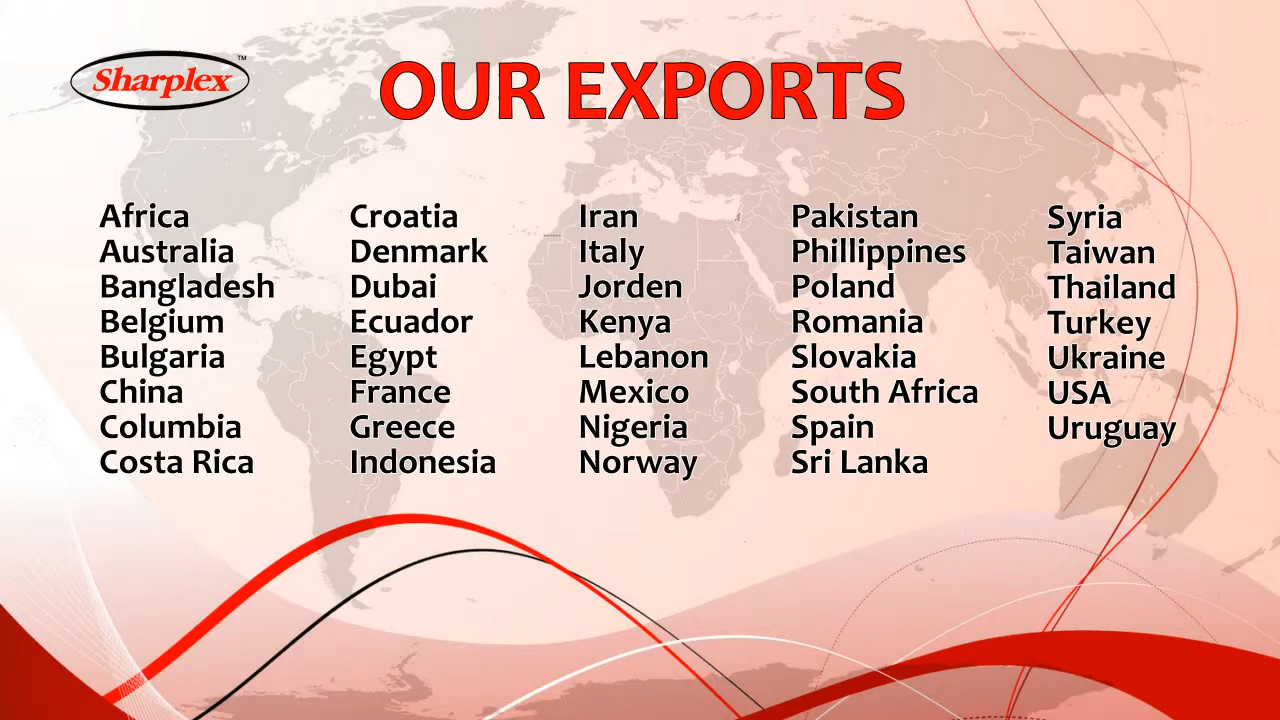 Sharplex™
OUR EXPORTS
Africa
Australia
Bangladesh
Belgium
Bulgaria
China
Columbia
Costa Rica
Croatia
Denmark
Dubai
Ecuador
Egypt
France
Greece
Indonesia
Iran
Italy
Jorden
Kenya
Lebanon
Mexico
Nigeria
Norway
Pakistan
Phillippines
Poland
Romania
Slovakia
South Africa
Spain
Sri Lanka
Syria
Taiwan
Thailand
Turkey
Ukraine
USA
Uruguay